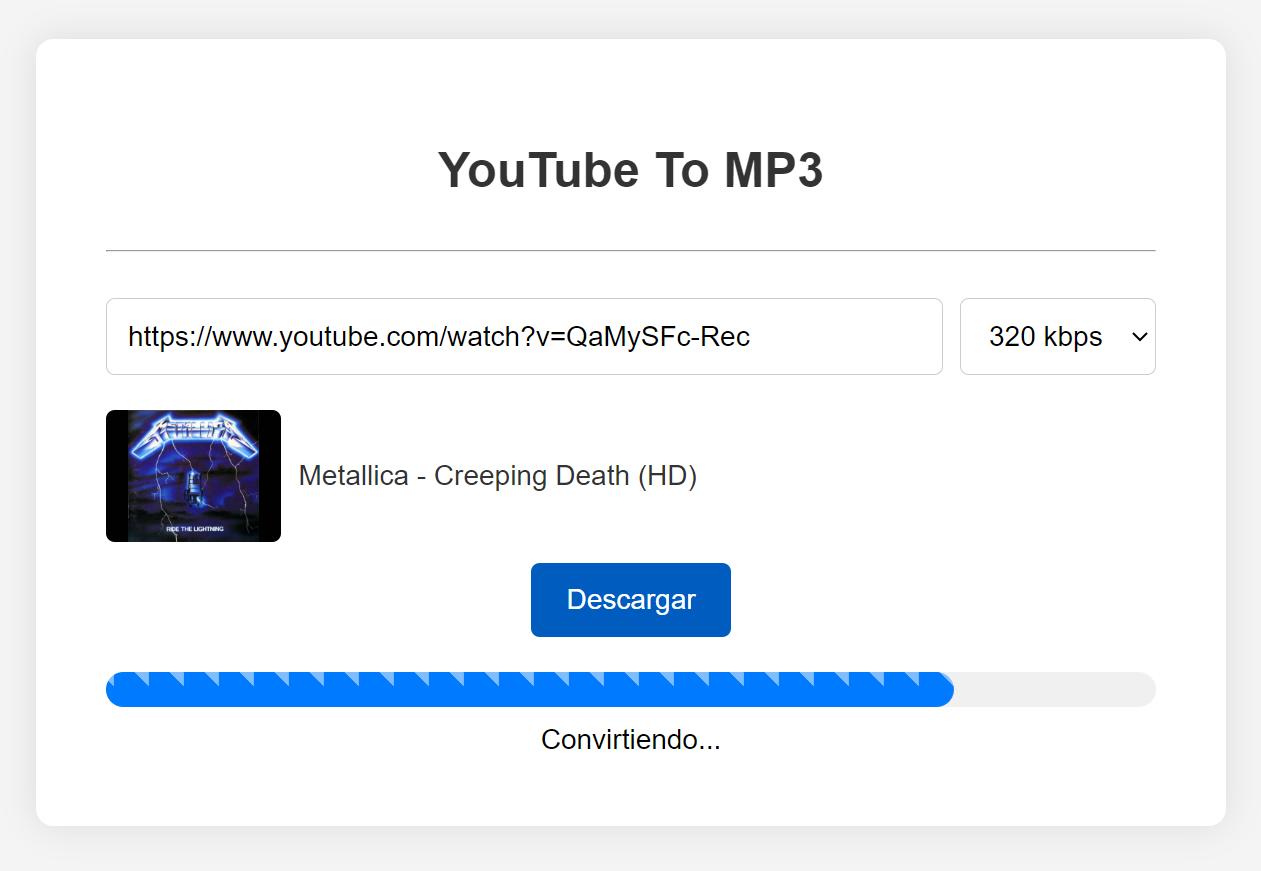 YouTube To MP3
https://www.youtube.com/watch?v=QaMySFc-Rec
320 kbps
METALLICA
RIDE THE LIGHTNING
Metallica - Creeping Death (HD)
Descargar
Convirtiendo...